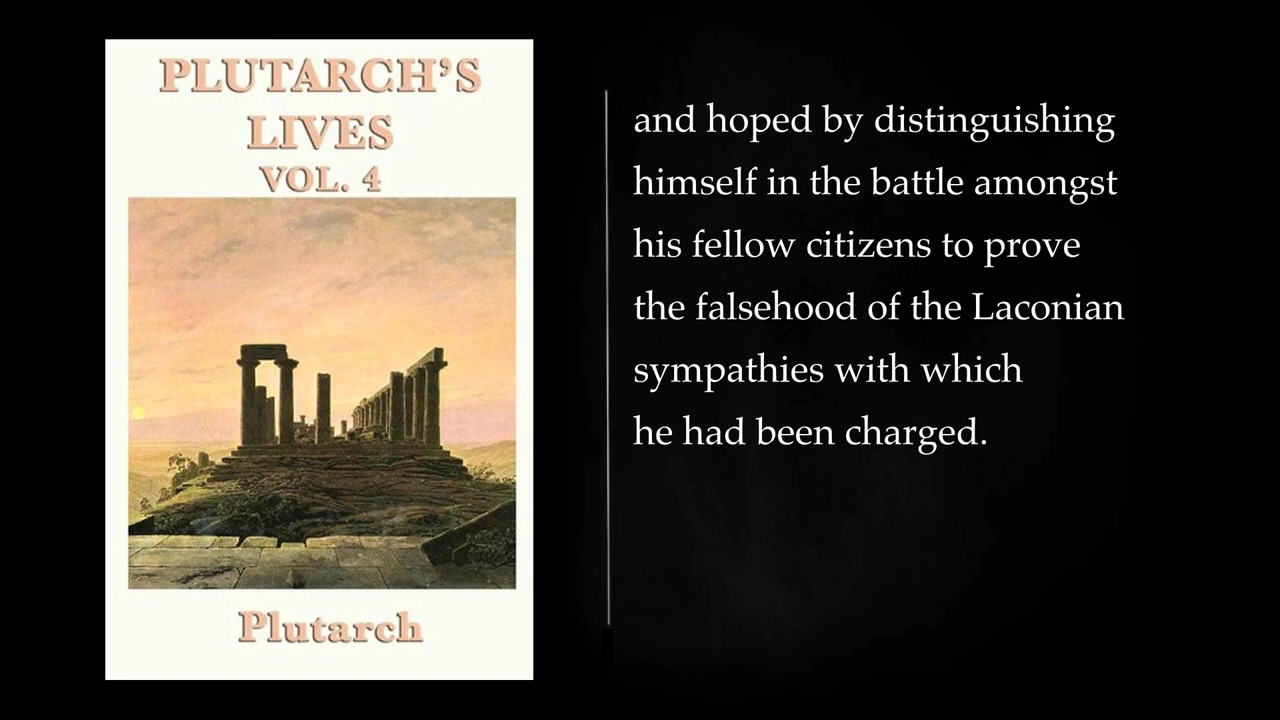 PLUTARCH'S
LIVES
VOL. 4
Plutarch
and hoped by distinguishing
himself in the battle amongst
his fellow citizens to prove
the falsehood of the Laconian
sympathies with which
he had been charged.